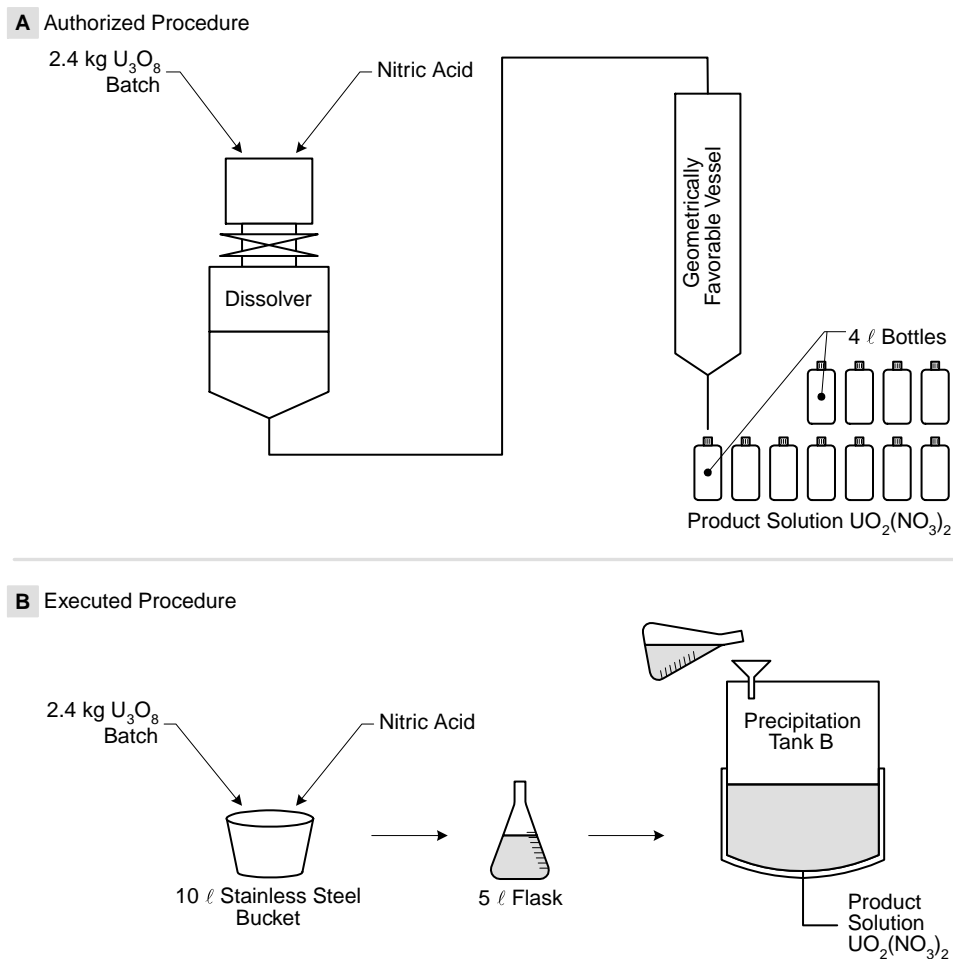 A Authorized Procedure
2.4 kg U₃O₈
Batch
Nitric Acid
Dissolver
Geometrically
Favorable Vessel
4 ℓ Bottles
Product Solution UO₂(NO₃)₂
B Executed Procedure
2.4 kg U₃O₈
Batch
Nitric Acid
10 ℓ Stainless Steel
Bucket
5 ℓ Flask
Precipitation
Tank B
Product
Solution
UO₂(NO₃)₂